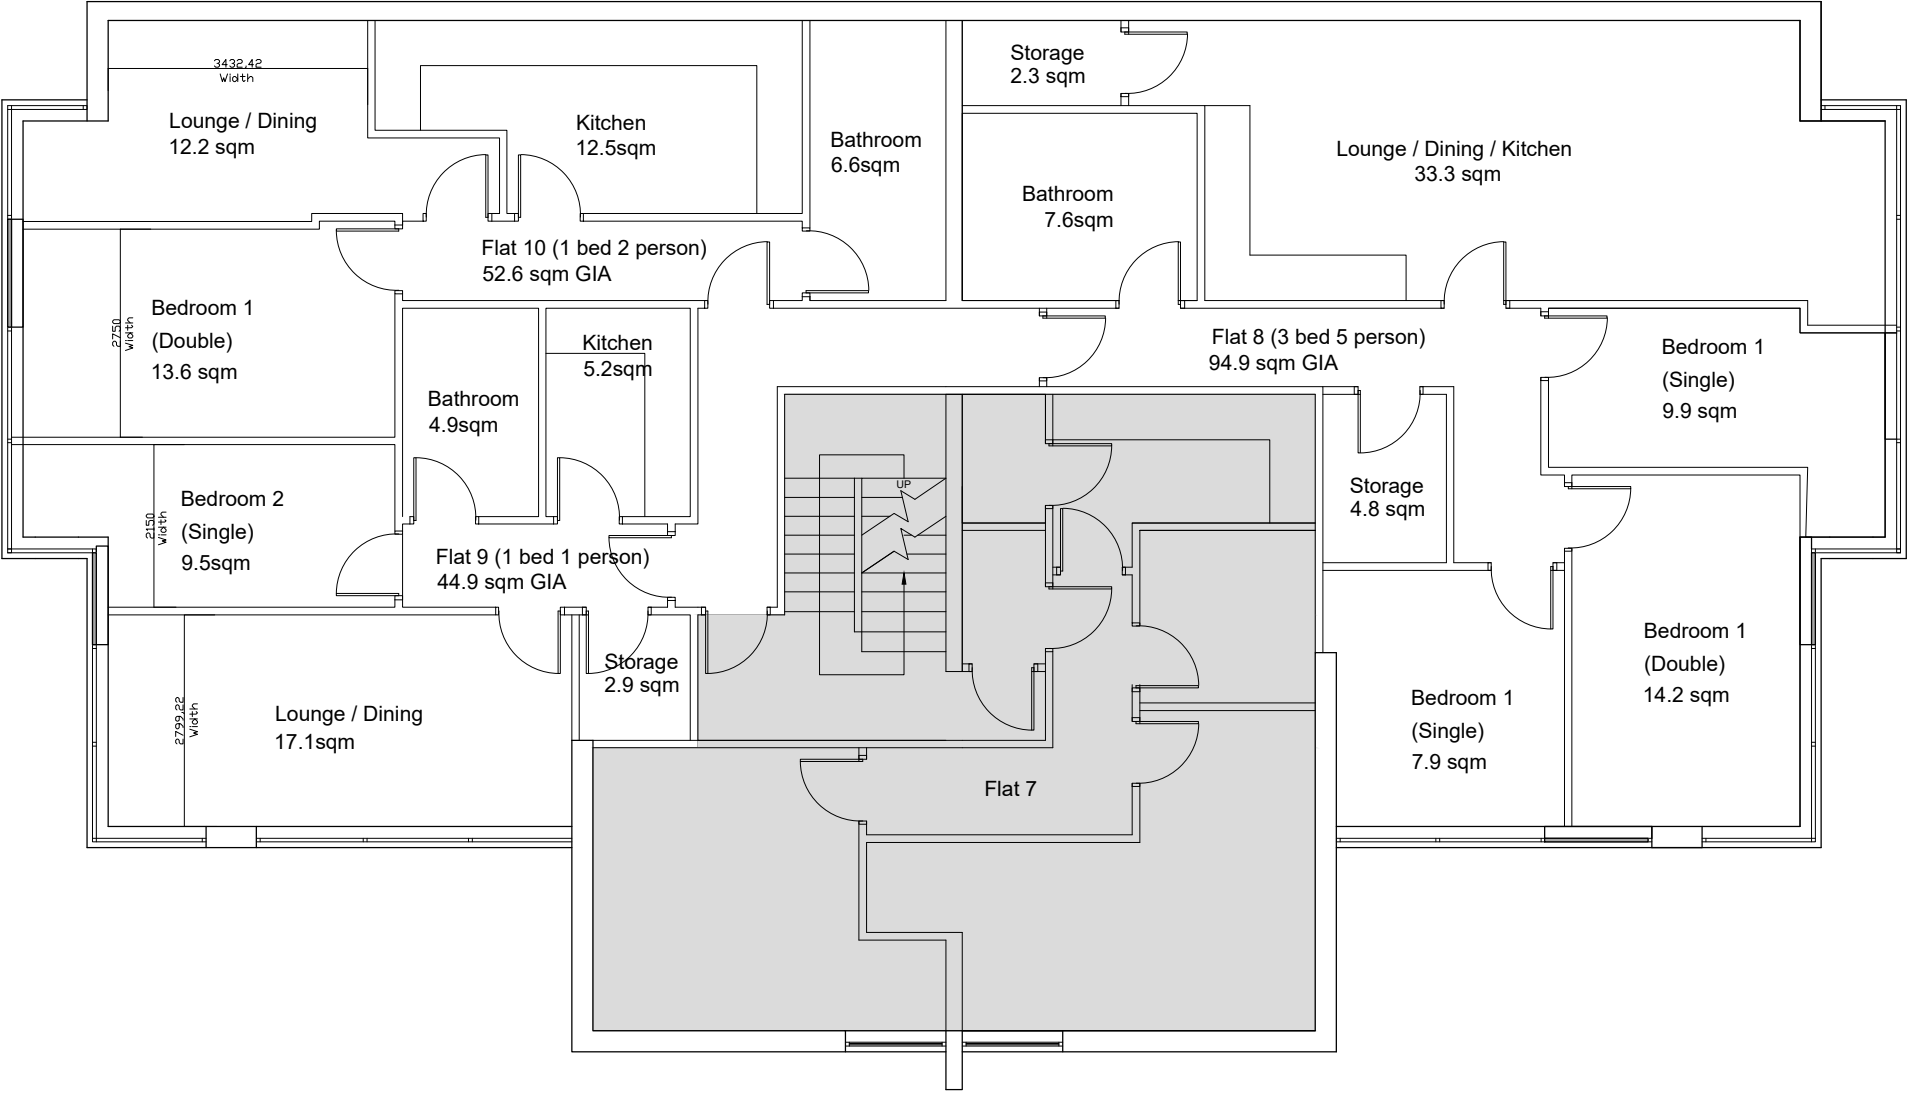 3432,42
Width
Lounge / Dining
12.2 sqm
Kitchen
12.5sqm
Bathroom
6.6sqm
Storage
2.3 sqm
Bathroom
7.6sqm
Lounge / Dining / Kitchen
33.3 sqm
Flat 10 (1 bed 2 person)
52.6 sqm GIA
Bedroom 1
(Double)
13.6 sqm
2750
Width
Kitchen
5.2sqm
Bathroom
4.9sqm
Flat 8 (3 bed 5 person)
94.9 sqm GIA
Bedroom 1
(Single)
9.9 sqm
Bedroom 2
(Single)
9.5sqm
2150
Width
Flat 9 (1 bed 1 person)
44.9 sqm GIA
UP
Storage
4.8 sqm
Bedroom 1
(Double)
14.2 sqm
Storage
2.9 sqm
Lounge / Dining
17.1sqm
2799,22
Width
Bedroom 1
(Single)
7.9 sqm
Flat 7